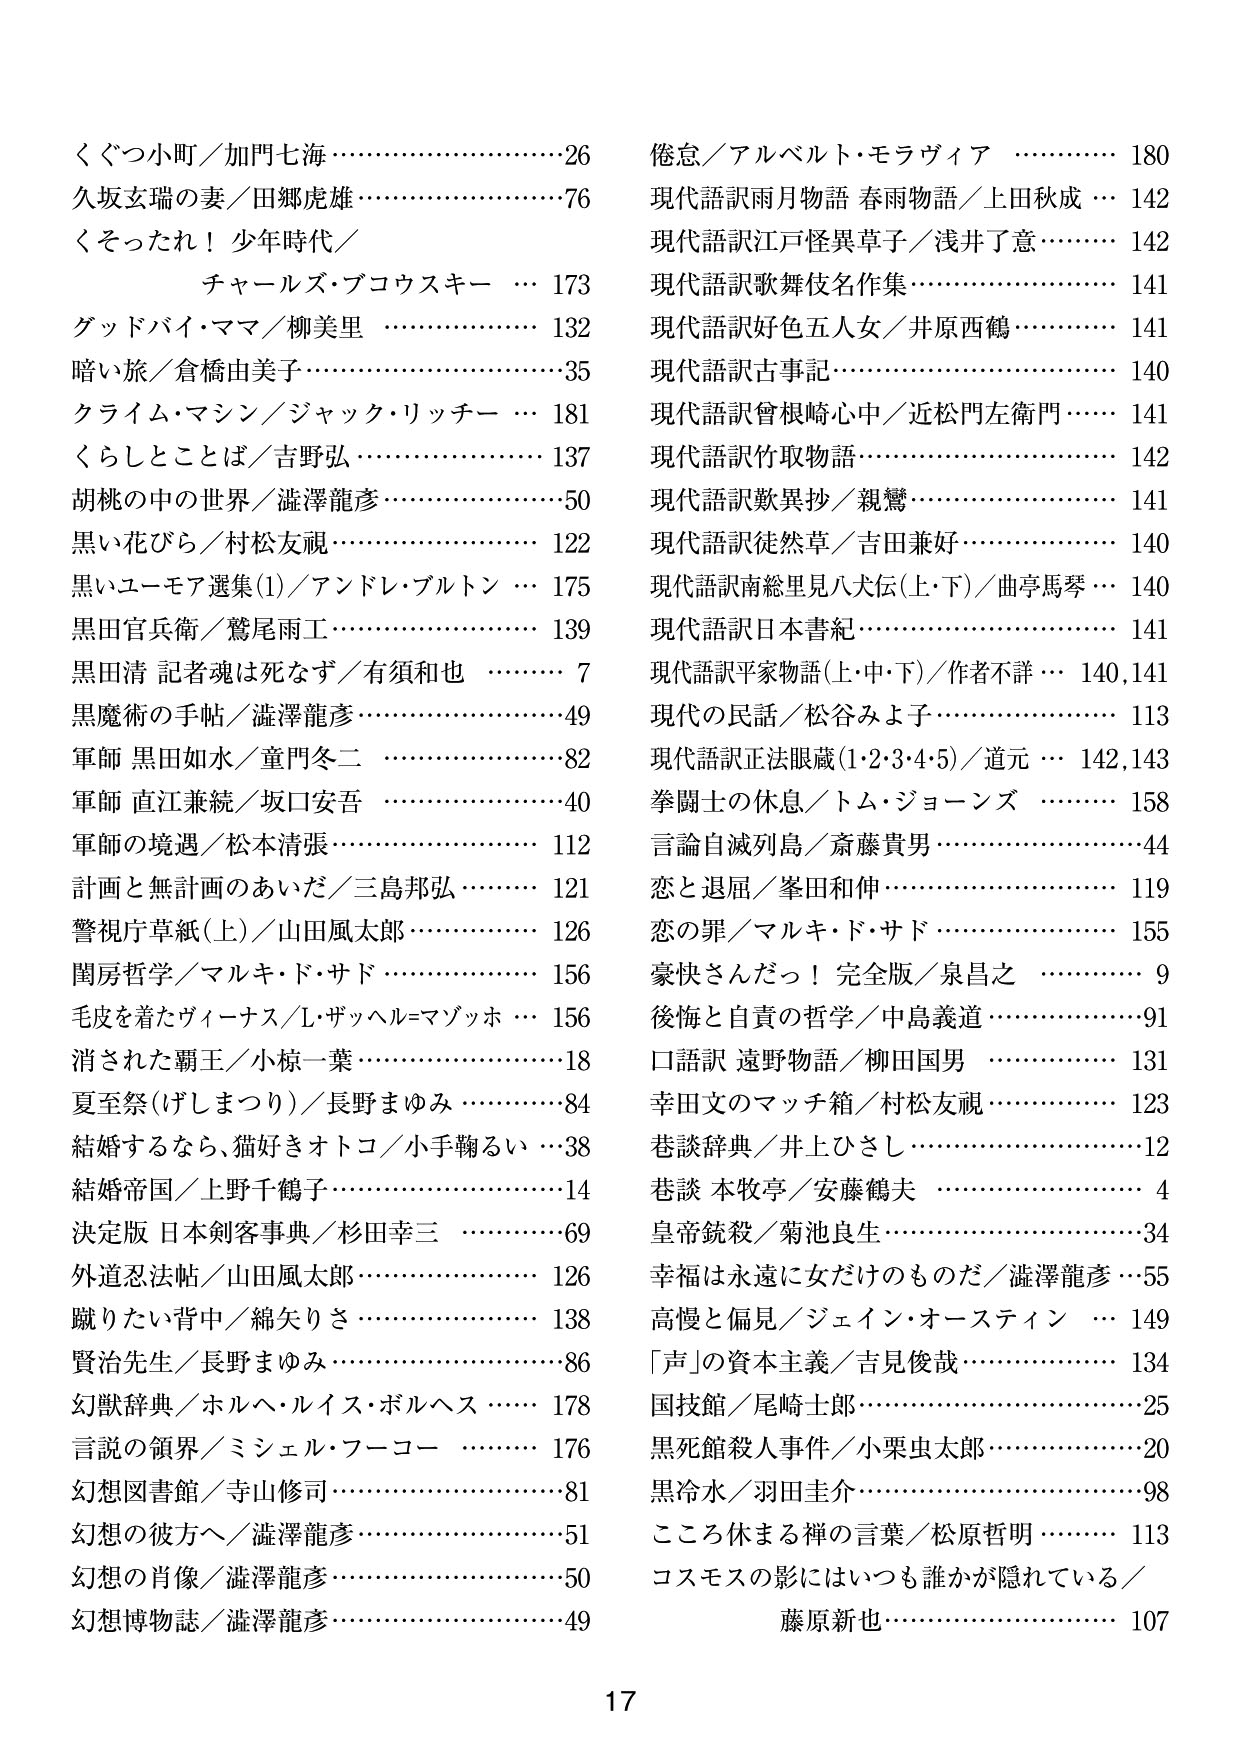 くぐつ小町／加門七海…………………………26
久坂玄瑞の妻／田郷虎雄……………………76
くそったれ！ 少年時代／
チャールズ・ブコウスキー … 173
グッドバイ・ママ／柳美里 ……………… 132
暗い旅／倉橋由美子…………………………35
クライム・マシン／ジャック・リッチー … 181
くらしとことば／吉野弘………………… 137
胡桃の中の世界／澁澤龍彥…………………50
黒い花びら／村松友視…………………… 122
黒いユーモア選集(1)／アンドレ・ブルトン … 175
黒田官兵衛／鷲尾雨工…………………… 139
黒田清 記者魂は死なず／有須和也 ……… 7
黒魔術の手帖／澁澤龍彥……………………49
軍師 黒田如水／童門冬二 …………………82
軍師 直江兼続／坂口安吾 …………………40
軍師の境遇／松本清張…………………… 112
計画と無計画のあいだ／三島邦弘……… 121
警視庁草紙(上)／山田風太郎…………… 126
閨房哲学／マルキ・ド・サド……………… 156
毛皮を着たヴィーナス／L・ザッヘル=マゾッホ … 156
消された覇王／小椋一葉……………………18
夏至祭(げしまつり)／長野まゆみ…………84
結婚するなら、猫好きオトコ／小手鞠るい…38
結婚帝国／上野千鶴子………………………14
決定版 日本剣客事典／杉田幸三 …………69
外道忍法帖／山田風太郎………………… 126
蹴りたい背中／綿矢りさ………………… 138
賢治先生／長野まゆみ………………………86
幻獣辞典／ホルヘ・ルイス・ボルヘス…… 178
言説の領界／ミシェル・フーコー ……… 176
幻想図書館／寺山修司………………………81
幻想の彼方へ／澁澤龍彥……………………51
幻想の肖像／澁澤龍彥………………………50
幻想博物誌／澁澤龍彥………………………49
倦怠／アルベルト・モラヴィア ………… 180
現代語訳雨月物語 春雨物語／上田秋成 … 142
現代語訳江戸怪異草子／浅井了意……… 142
現代語訳歌舞伎名作集…………………… 141
現代語訳好色五人女／井原西鶴………… 141
現代語訳古事記…………………………… 140
現代語訳曾根崎心中／近松門左衛門…… 141
現代語訳竹取物語………………………… 142
現代語訳歎異抄／親鸞…………………… 141
現代語訳徒然草／吉田兼好……………… 140
現代語訳南総里見八犬伝(上・下)／曲亭馬琴… 140
現代語訳日本書紀………………………… 141
現代語訳平家物語(上・中・下)／作者不詳… 140,141
現代の民話／松谷みよ子………………… 113
現代語訳正法眼蔵(1・2・3・4・5)／道元 … 142,143
拳闘士の休息／トム・ジョーンズ ……… 158
言論自滅列島／斎藤貴男……………………44
恋と退屈／峯田和伸……………………… 119
恋の罪／マルキ・ド・サド………………… 155
豪快さんだっ！ 完全版／泉昌之 ………… 9
後悔と自責の哲学／中島義道………………91
口語訳 遠野物語／柳田国男 …………… 131
幸田文のマッチ箱／村松友視…………… 123
巷談辞典／井上ひさし………………………12
巷談 本牧亭／安藤鶴夫 …………………… 4
皇帝銃殺／菊池良生…………………………34
幸福は永遠に女だけのものだ／澁澤龍彥…55
高慢と偏見／ジェイン・オースティン … 149
「声」の資本主義／吉見俊哉……………… 134
国技館／尾崎士郎……………………………25
黒死館殺人事件／小栗虫太郎………………20
黒冷水／羽田圭介……………………………98
こころ休まる禅の言葉／松原哲明……… 113
コスモスの影にはいつも誰かが隠れている／
藤原新也……………………… 107
17